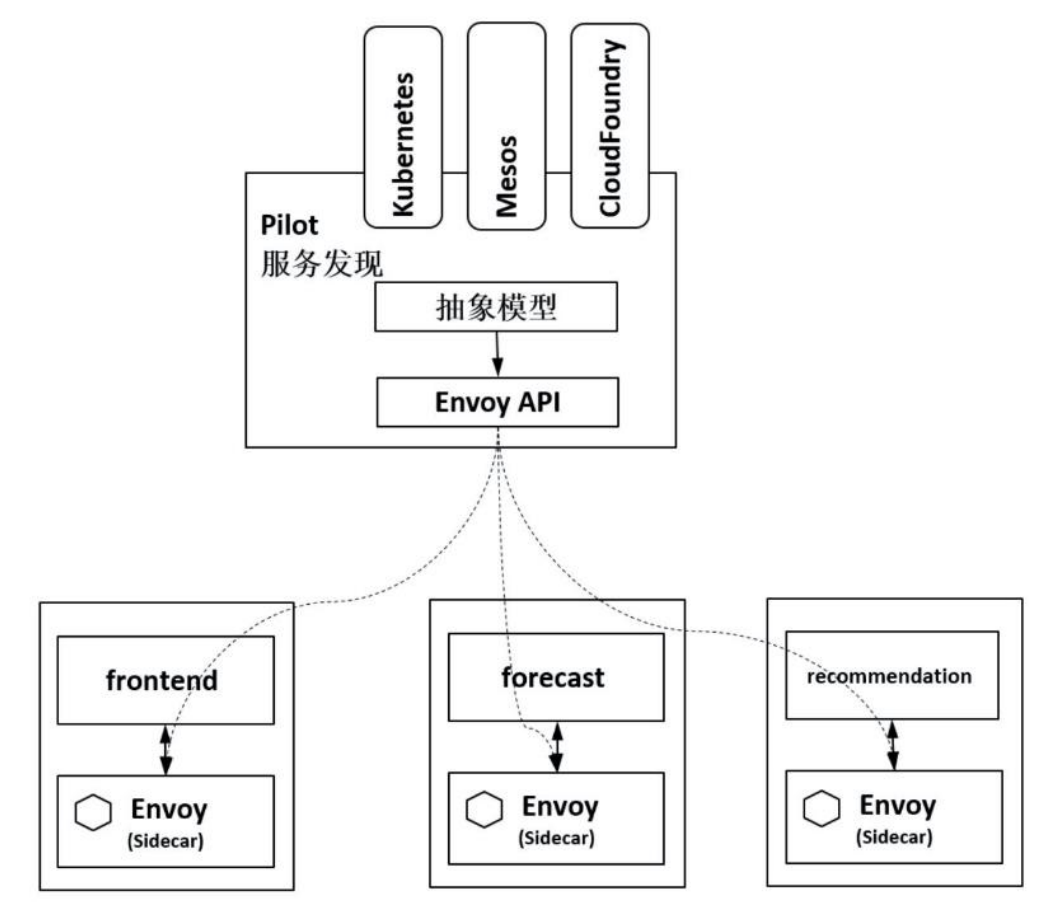 Kubernetes
Mesos
CloudFoundry
Pilot
服务发现
抽象模型
Envoy API
frontend
Envoy
(Sidecar)
forecast
Envoy
(Sidecar)
recommendation
Envoy
(Sidecar)